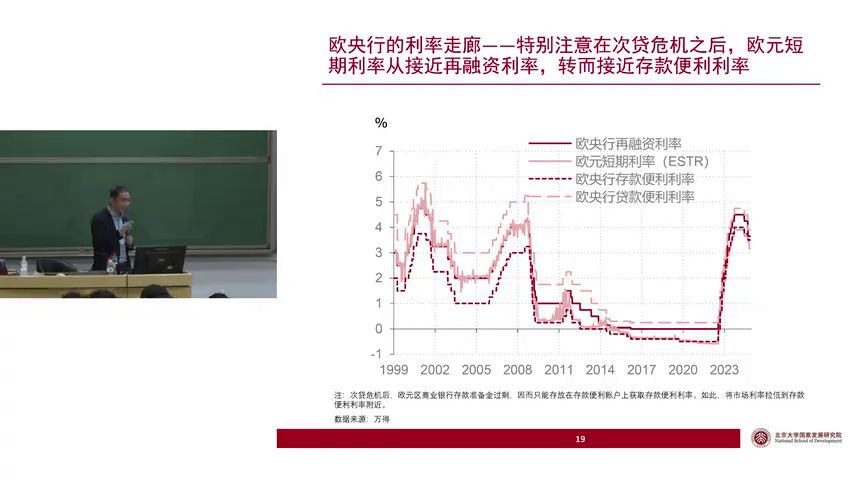 欧央行的利率走廊——特别注意在次贷危机之后，欧元短
期利率从接近再融资利率，转而接近存款便利利率
%
欧央行再融资利率
欧元短期利率（ESTR）
欧央行存款便利利率
欧央行贷款便利利率
7
6
5
4
3
2
1
0
-1
1999 2002 2005 2008 2011 2014 2017 2020 2023
注：次贷危机后，欧元区商业银行存款准备金过剩，因而只能存放在存款便利账户上获取存款便利利率。如此，将市场利率拉低到存款
便利利率附近。
数据来源：万得
19
北京大学国家发展研究院
National School of Development